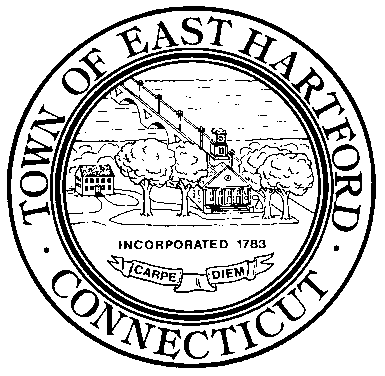 TOWN OF EAST HARTFORD
INCORPORATED 1783
CARPE DIEM
· CONNECTICUT ·